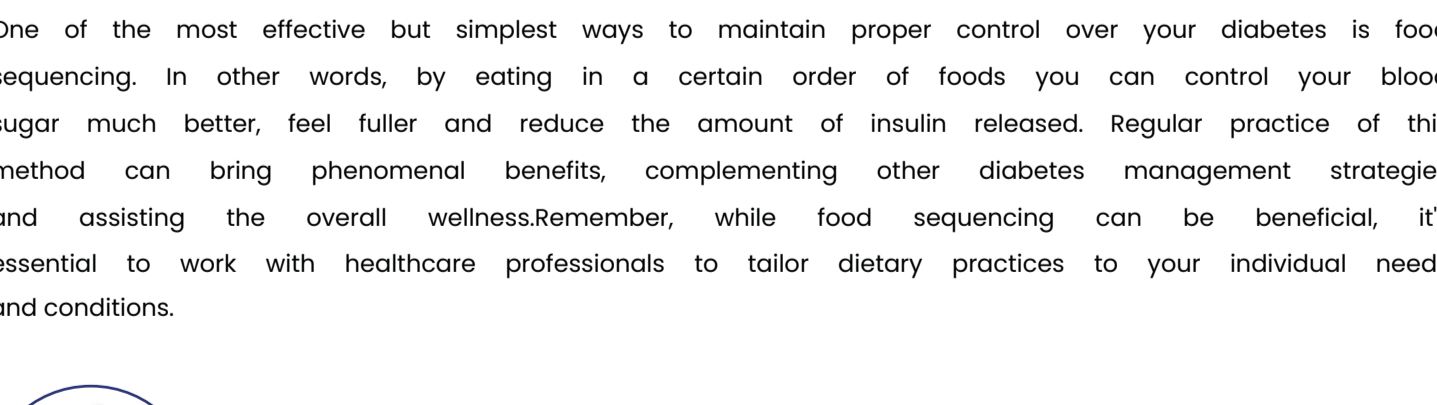 One of the most effective but simplest ways to maintain proper control over your diabetes is food
sequencing. In other words, by eating in a certain order of foods you can control your blood
sugar much better, feel fuller and reduce the amount of insulin released. Regular practice of thi
method can bring phenomenal benefits, complementing other diabetes management strategie
and assisting the overall wellness.Remember, while food sequencing can be beneficial, it'
essential to work with healthcare professionals to tailor dietary practices to your individual need
and conditions.